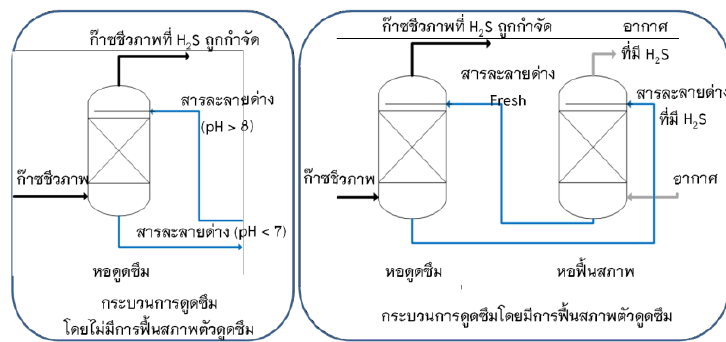 ก๊าซชีวภาพที่ H2S ถูกกำจัด
สารละลายด่าง
(pH > 8)
ก๊าซชีวภาพ
สารละลายด่าง (pH < 7)
หอดูดซึม
กระบวนการดูดซึม
โดยไม่มีการฟื้นสภาพตัวดูดซึม
ก๊าซชีวภาพที่ H2S ถูกกำจัด
อากาศ
ที่มี H2S
สารละลายด่าง
Fresh
สารละลายด่าง
ที่มี H2S
ก๊าซชีวภาพ
อากาศ
หอดูดซึม
หอฟื้นสภาพ
กระบวนการดูดซึมโดยมีการฟื้นสภาพตัวดูดซึม